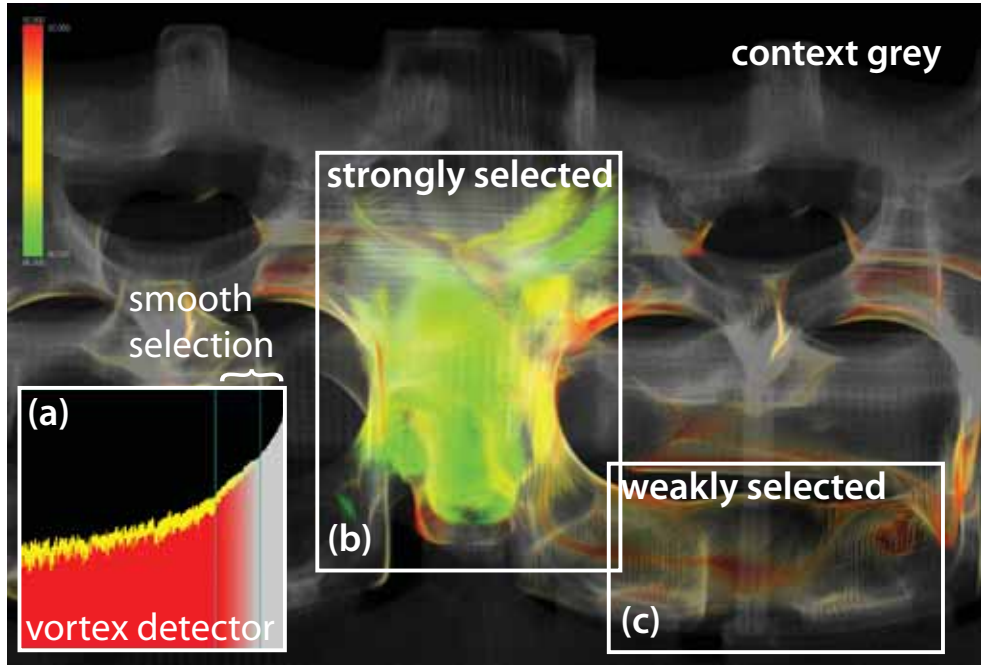 context grey
strongly selected
smooth
selection
(a)
weakly selected
(b)
vortex detector
(c)